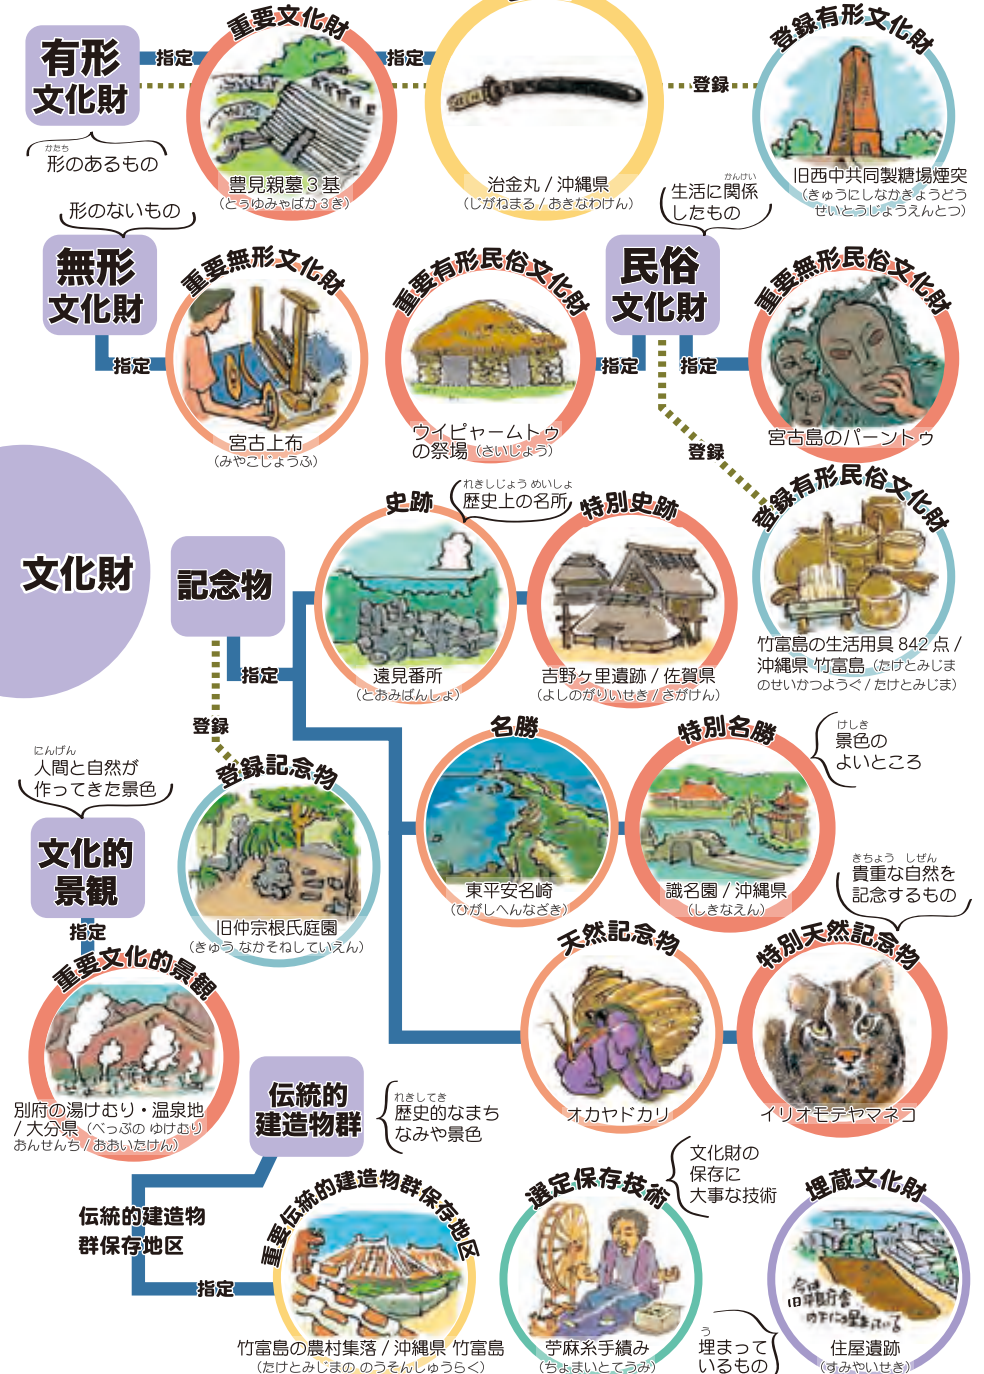 有形
文化財
かたち
形のあるもの
指定
重要文化財
豊見親墓3基
(とぅゆみゃばか3き)
指定
治金丸 / 沖縄県
(じがねまる / おきなわけん)
登録
登録有形文化財
旧西中共同製糖場煙突
(きゅうにしなかきょうどう
せいとうじょうえんとつ)
形のないもの
無形
文化財
指定
重要無形文化財
宮古上布
(みやこじょうふ)
かんけい
生活に関係
したもの
民俗
文化財
指定
重要有形民俗文化財
ウイピャームトゥ
の祭場 (さいじょう)
指定
重要無形民俗文化財
宮古島のパーントゥ
登録
登録有形民俗文化財
竹富島の生活用具 842 点 /
沖縄県 竹富島 (たけとみじま
のせいかつようぐ / たけとみじま)
文化財
記念物
指定
れきしじょう めいしょ
歴史上の名所
史跡
遠見番所
(とおみばんしょ)
特別史跡
吉野ヶ里遺跡 / 佐賀県
(よしのがりいせき / さがけん)
登録
登録記念物
旧仲宗根氏庭園
(きゅう なかそねしていえん)
けしき
景色の
よいところ
名勝
東平安名崎
(ひがしへんなざき)
特別名勝
識名園 / 沖縄県
(しきなえん)
きちょう しぜん
貴重な自然を
記念するもの
天然記念物
オカヤドカリ
特別天然記念物
イリオモテヤマネコ
にんげん
人間と自然が
作ってきた景色
文化的
景観
指定
重要文化的景観
別府の湯けむり・温泉地
/ 大分県 (べっぷの ゆけむり
おんせんち / おおいたけん)
伝統的
建造物群
れきしてき
歴史的なまち
なみや景色
伝統的建造物
群保存地区
指定
重要伝統的建造物群保存地区
竹富島の農村集落 / 沖縄県 竹富島
(たけとみじまの のうそんしゅうらく)
文化財の
保存に
大事な技術
選定保存技術
苧麻糸手績み
(ちょまいとてうみ)
う
埋まって
いるもの
埋蔵文化財
今は
旧平良庁舎
の下に埋まっている
住屋遺跡
(すみやいせき)